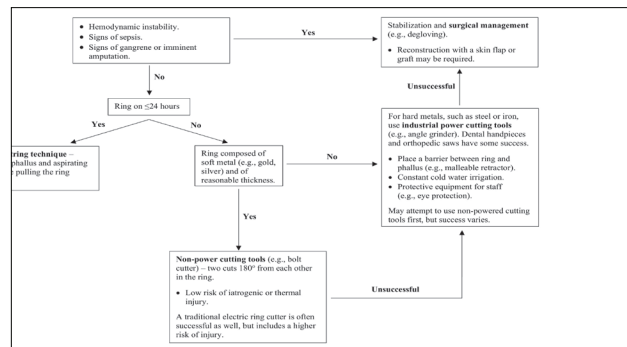 • Hemodynamic instability.
• Signs of sepsis.
• Signs of gangrene or imminent
amputation.
Yes
Stabilization and surgical management
(e.g., degloving).
• Reconstruction with a skin flap or
graft may be required.
No
Unsuccessful
Ring on ≤24 hours
Yes
No
ring technique –
phallus and aspirating
pulling the ring
Ring composed of
soft metal (e.g., gold,
silver) and of
reasonable thickness.
No
For hard metals, such as steel or iron,
use industrial power cutting tools
(e.g., angle grinder). Dental handpieces
and orthopedic saws have some success.
• Place a barrier between ring and
phallus (e.g., malleable retractor).
• Constant cold water irrigation.
• Protective equipment for staff
(e.g., eye protection).
May attempt to use non-powered cutting
tools first, but success varies.
Yes
Non-power cutting tools (e.g., bolt
cutter) – two cuts 180° from each other
in the ring.
• Low risk of iatrogenic or thermal
injury.
A traditional electric ring cutter is often
successful as well, but includes a higher
risk of injury.
Unsuccessful